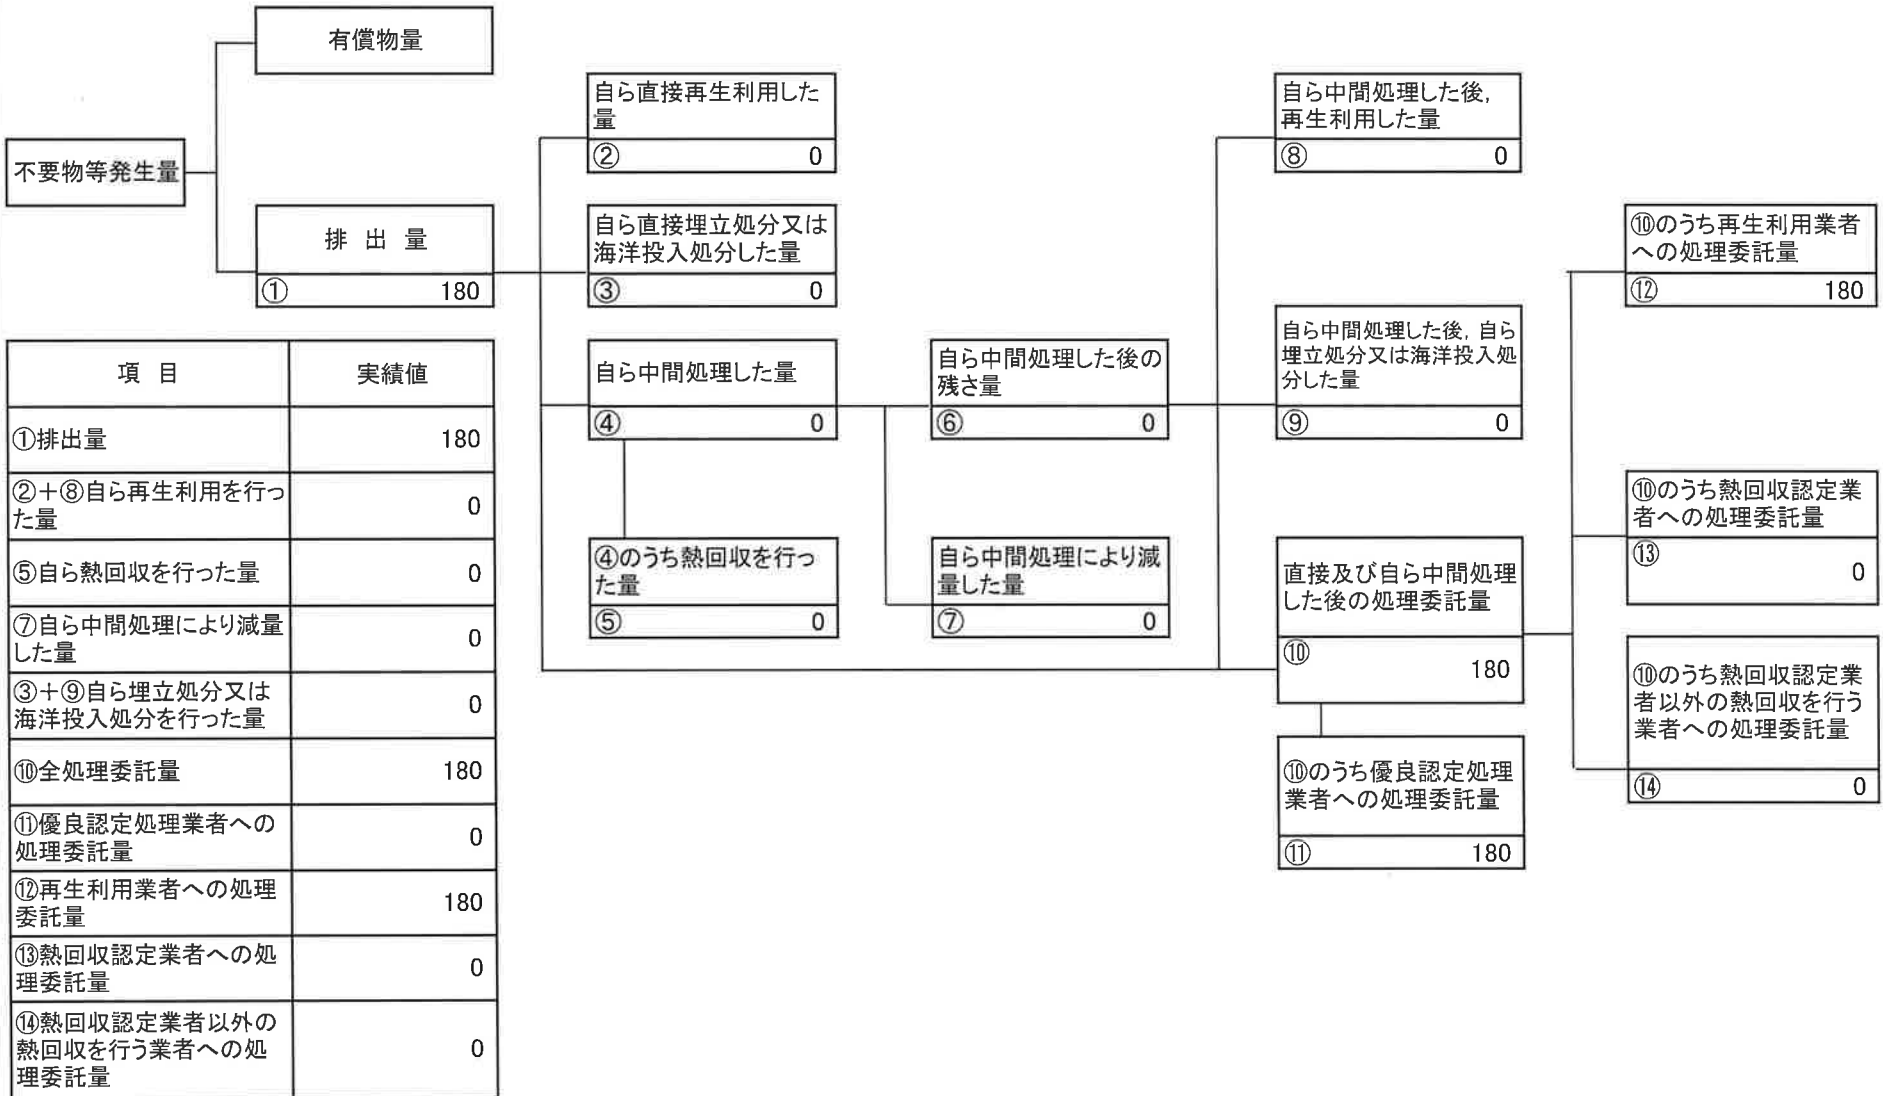 有償物量
不要物等発生量
排 出 量
① 180
自ら直接再生利用した
量
② 0
自ら直接埋立処分又は
海洋投入処分した量
③ 0
自ら中間処理した量
④ 0
④のうち熱回収を行っ
た量
⑤ 0
自ら中間処理した後の
残さ量
⑥ 0
自ら中間処理により減
量した量
⑦ 0
自ら中間処理した後，
再生利用した量
⑧ 0
自ら中間処理した後，自ら
埋立処分又は海洋投入処
分した量
⑨ 0
直接及び自ら中間処理
した後の処理委託量
⑩ 180
⑩のうち優良認定処理
業者への処理委託量
⑪ 180
⑩のうち再生利用業者
への処理委託量
⑫ 180
⑩のうち熱回収認定業
者への処理委託量
⑬ 0
⑩のうち熱回収認定業
者以外の熱回収を行う
業者への処理委託量
⑭ 0
項 目 実績値
①排出量 180
②＋⑧自ら再生利用を行っ
た量 0
⑤自ら熱回収を行った量 0
⑦自ら中間処理により減量
した量 0
③＋⑨自ら埋立処分又は
海洋投入処分を行った量 0
⑩全処理委託量 180
⑪優良認定処理業者への
処理委託量 0
⑫再生利用業者への処理
委託量 180
⑬熱回収認定業者への処
理委託量 0
⑭熱回収認定業者以外の
熱回収を行う業者への処
理委託量 0